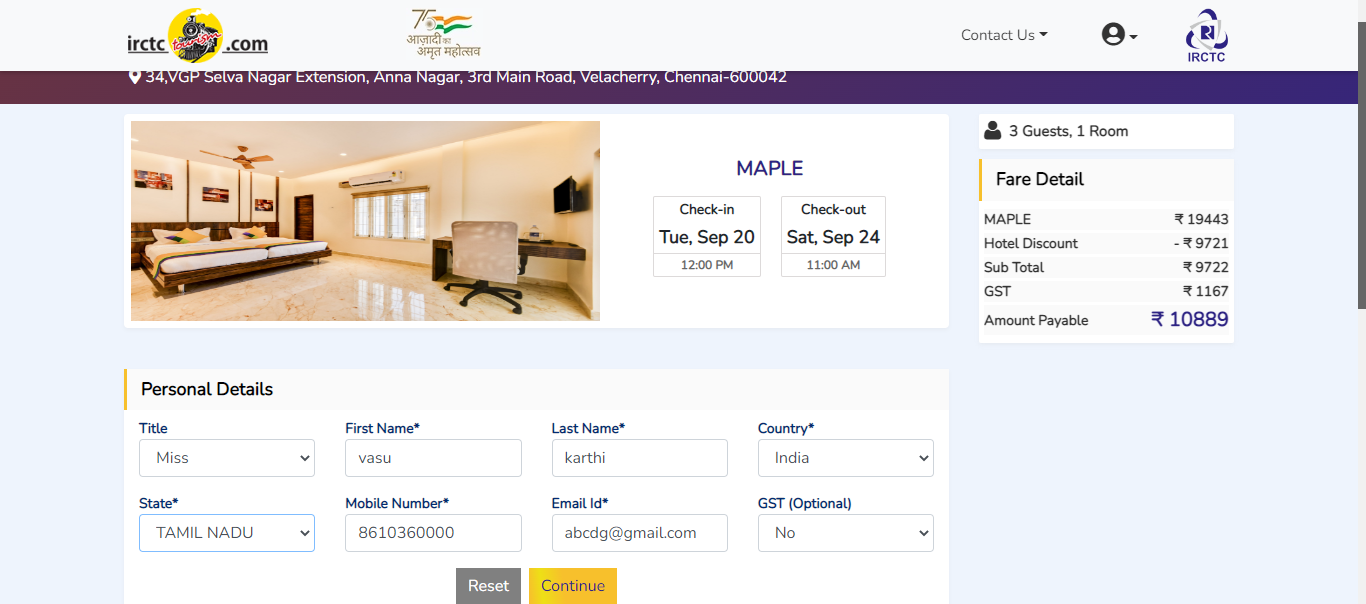 irctc tourism .com
75
आज़ादी का
अमृत महोत्सव
Contact Us
IRCTC
34,VGP Selva Nagar Extension, Anna Nagar, 3rd Main Road, Velacherry, Chennai-600042
MAPLE
Check-in
Tue, Sep 20
12:00 PM
Check-out
Sat, Sep 24
11:00 AM
3 Guests, 1 Room
Fare Detail
MAPLE ₹ 19443
Hotel Discount - ₹ 9721
Sub Total ₹ 9722
GST ₹ 1167
Amount Payable ₹ 10889
Personal Details
Title First Name* Last Name* Country*
Miss vasu karthi India
State* Mobile Number* Email Id* GST (Optional)
TAMIL NADU 8610360000 abcdg@gmail.com No
Reset Continue